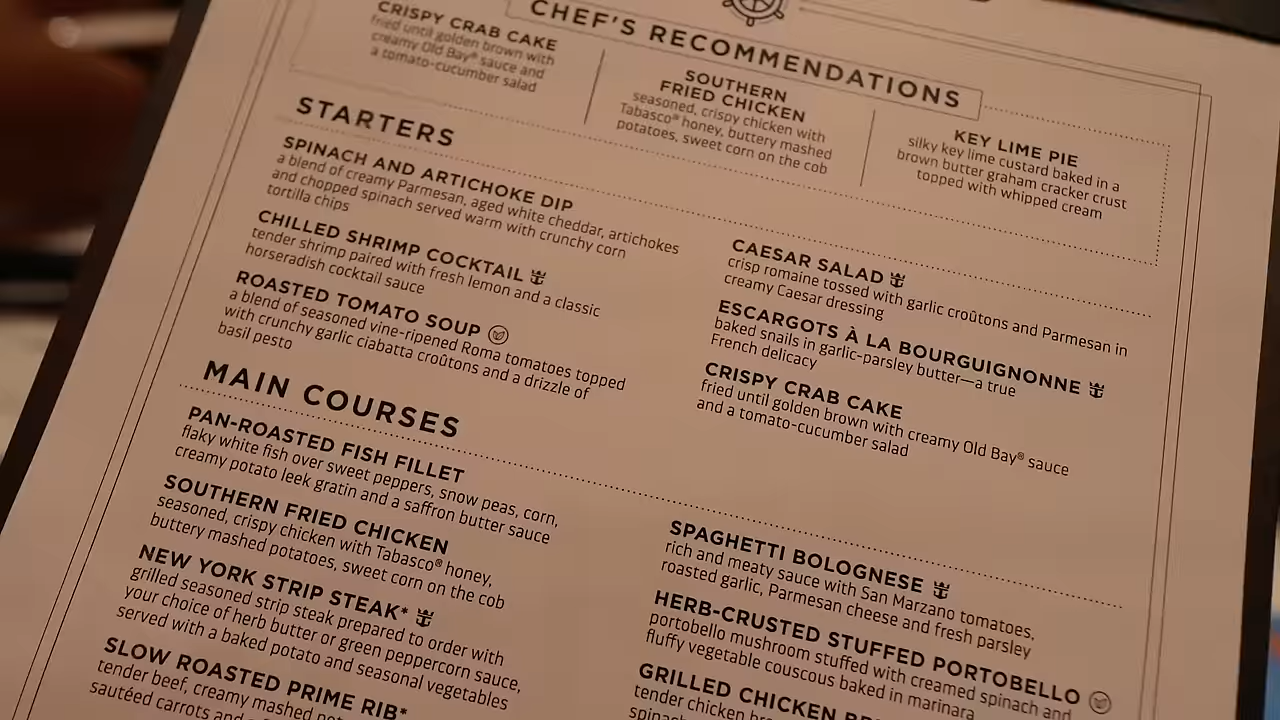 CHEF'S RECOMMENDATIONS
CRISPY CRAB CAKE
fried until golden brown with
creamy Old Bay® sauce and
a tomato-cucumber salad
SOUTHERN
FRIED CHICKEN
seasoned, crispy chicken with
Tabasco® honey, buttery mashed
potatoes, sweet corn on the cob
KEY LIME PIE
silky key lime custard baked in a
brown butter graham cracker crust
topped with whipped cream
STARTERS
SPINACH AND ARTICHOKE DIP
a blend of creamy Parmesan, aged white cheddar, artichokes
and chopped spinach served warm with crunchy corn
tortilla chips
CHILLED SHRIMP COCKTAIL
tender shrimp paired with fresh lemon and a classic
horseradish cocktail sauce
ROASTED TOMATO SOUP
a blend of seasoned vine-ripened Roma tomatoes topped
with crunchy garlic ciabatta croûtons and a drizzle of
basil pesto
CAESAR SALAD
crisp romaine tossed with garlic croûtons and Parmesan in
creamy Caesar dressing
ESCARGOTS À LA BOURGUIGNONNE
baked snails in garlic-parsley butter—a true
French delicacy
CRISPY CRAB CAKE
fried until golden brown with creamy Old Bay® sauce
and a tomato-cucumber salad
MAIN COURSES
PAN-ROASTED FISH FILLET
flaky white fish over sweet peppers, snow peas, corn,
creamy potato leek gratin and a saffron butter sauce
SOUTHERN FRIED CHICKEN
seasoned, crispy chicken with Tabasco® honey,
buttery mashed potatoes, sweet corn on the cob
NEW YORK STRIP STEAK*
grilled seasoned strip steak prepared to order with
your choice of herb butter or green peppercorn sauce,
served with a baked potato and seasonal vegetables
SLOW ROASTED PRIME RIB*
tender beef, creamy mashed
sautéed carrots and
SPAGHETTI BOLOGNESE
rich and meaty sauce with San Marzano tomatoes,
roasted garlic, Parmesan cheese and fresh parsley
HERB-CRUSTED STUFFED PORTOBELLO
portobello mushroom stuffed with creamed spinach and
fluffy vegetable couscous baked in marinara
GRILLED CHICKEN
tender chicken